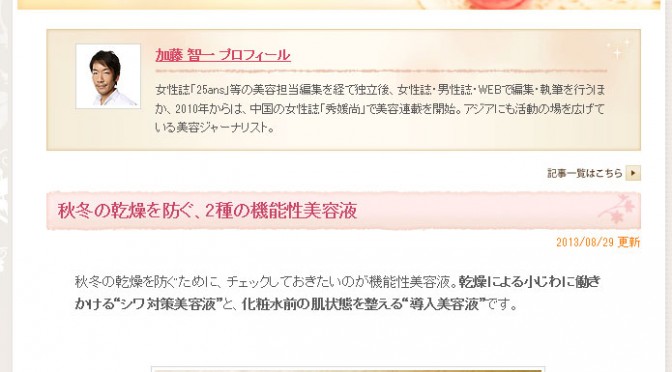 加藤 智一 プロフィール
女性誌「25ans」等の美容担当編集を経て独立後、女性誌・男性誌・WEBで編集・執筆を行うほ
か、2010年からは、中国の女性誌「秀媛尚」で美容連載を開始。アジアにも活動の場を広げて
いる美容ジャーナリスト。
記事一覧はこちら
秋冬の乾燥を防ぐ、2種の機能性美容液
2013/08/29 更新
秋冬の乾燥を防ぐために、チェックしておきたいのが機能性美容液。乾燥による小じわに働き
かける“シワ対策美容液”と、化粧水前の肌状態を整える“導入美容液”です。